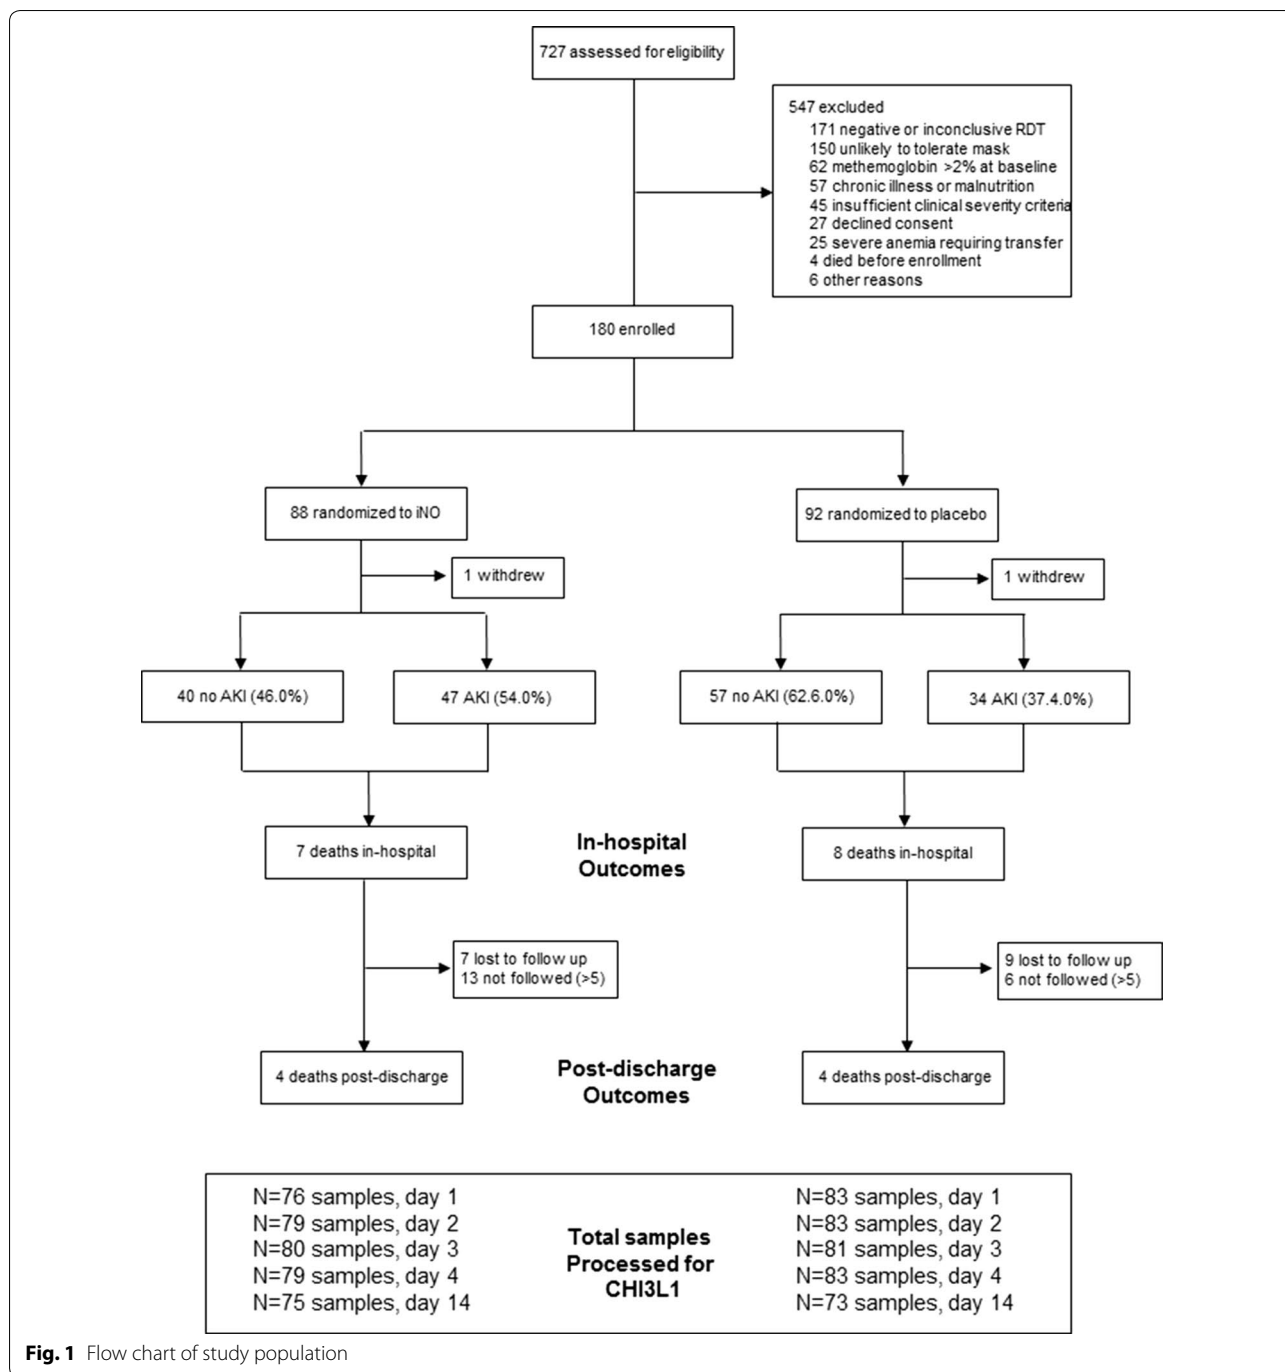 727 assessed for eligibility
547 excluded
171 negative or inconclusive RDT
150 unlikely to tolerate mask
62 methemoglobin >2% at baseline
57 chronic illness or malnutrition
45 insufficient clinical severity criteria
27 declined consent
25 severe anemia requiring transfer
4 died before enrollment
6 other reasons
180 enrolled
88 randomized to iNO
92 randomized to placebo
1 withdrew
1 withdrew
40 no AKI (46.0%)
47 AKI (54.0%)
57 no AKI (62.6.0%)
34 AKI (37.4.0%)
7 deaths in-hospital
In-hospital
Outcomes
8 deaths in-hospital
7 lost to follow up
13 not followed (>5)
9 lost to follow up
6 not followed (>5)
4 deaths post-discharge
Post-discharge
Outcomes
4 deaths post-discharge
N=76 samples, day 1
N=79 samples, day 2
N=80 samples, day 3
N=79 samples, day 4
N=75 samples, day 14
Total samples
Processed for
CHI3L1
N=83 samples, day 1
N=83 samples, day 2
N=81 samples, day 3
N=83 samples, day 4
N=73 samples, day 14
Fig. 1 Flow chart of study population